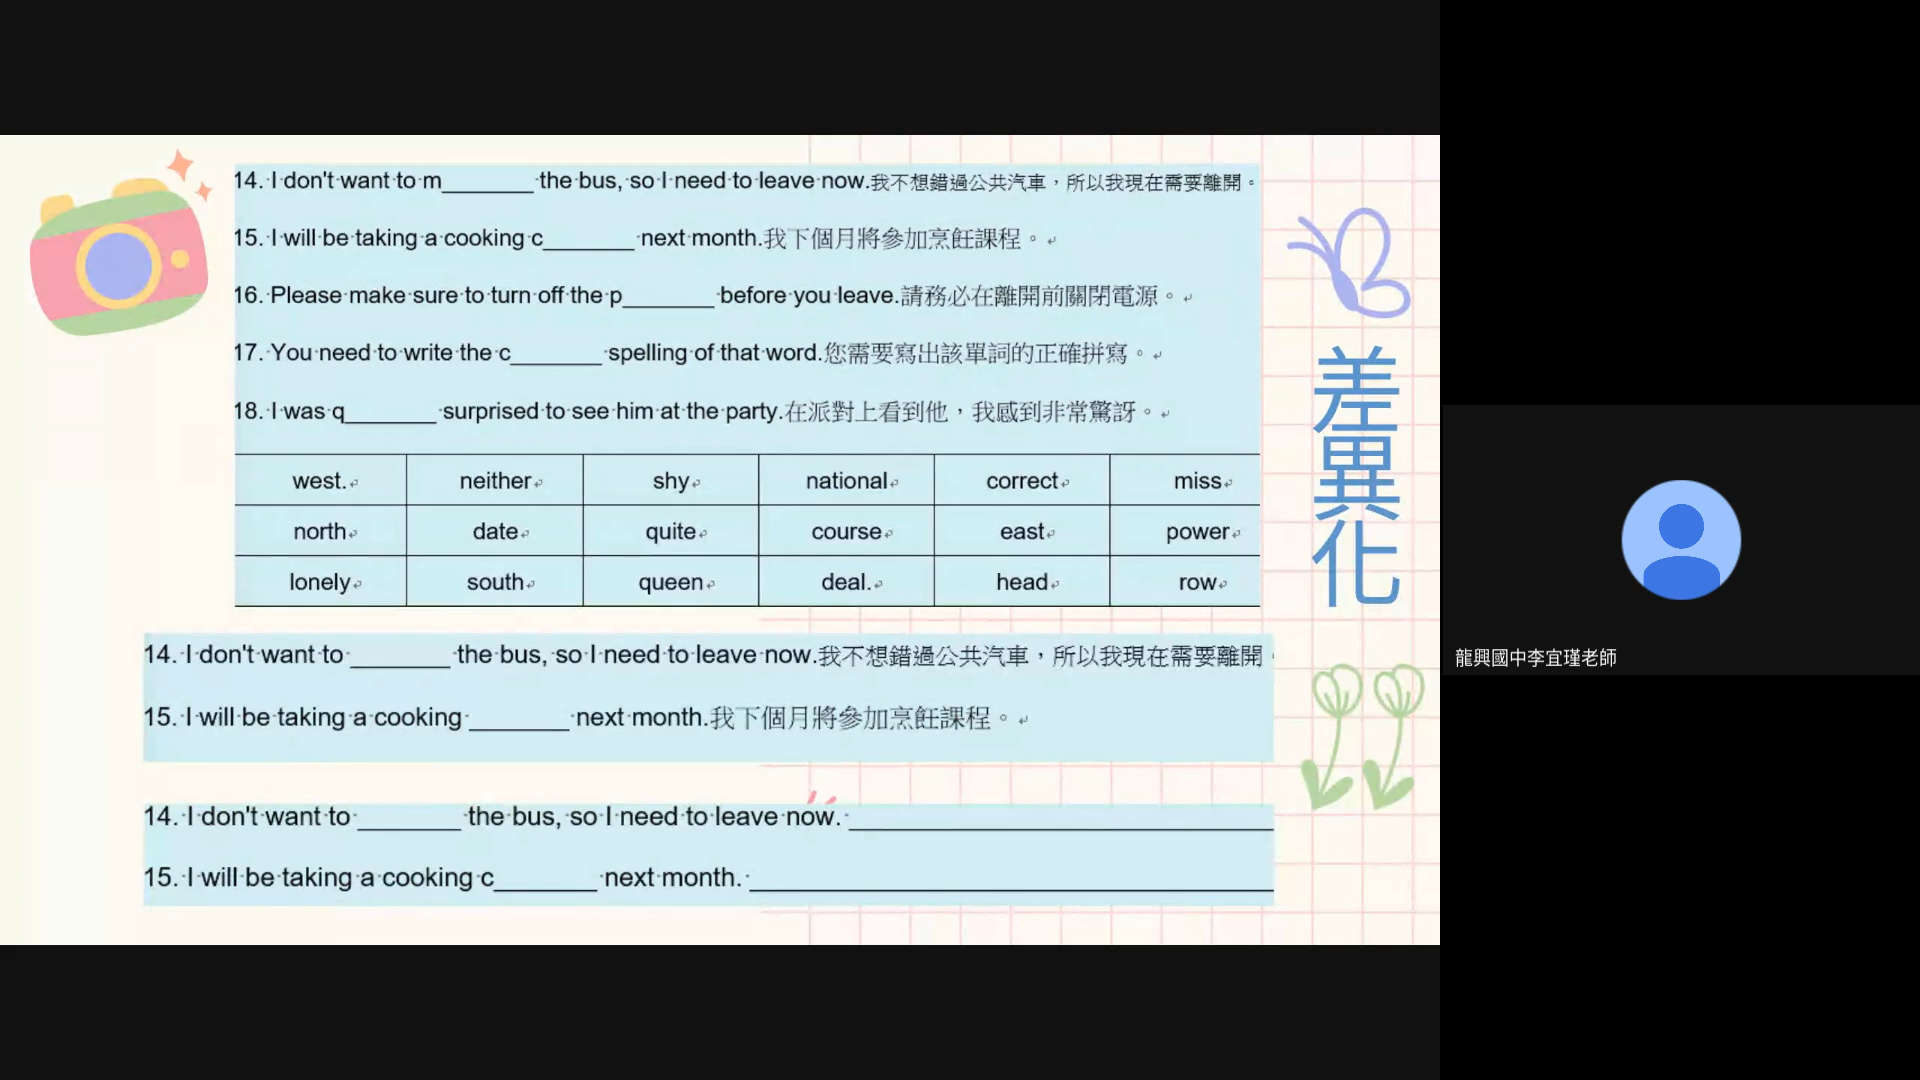 14. I don't want to m_______ the bus, so I need to leave now.我不想錯過公共汽車，所以我現在需要離開。
15. I will be taking a cooking c_______ next month.我下個月將參加烹飪課程。
16. Please make sure to turn off the p_______ before you leave.請務必在離開前關閉電源。
17. You need to write the c_______ spelling of that word.您需要寫出該單詞的正確拼寫。
18. I was q_______ surprised to see him at the party.在派對上看到他，我感到非常驚訝。
west. neither shy national correct miss
north date quite course east power
lonely south queen deal. head row
差異化
14. I don't want to ________ the bus, so I need to leave now.我不想錯過公共汽車，所以我現在需要離開
15. I will be taking a cooking ________ next month.我下個月將參加烹飪課程。
14. I don't want to ________ the bus, so I need to leave now. ________________________________
15. I will be taking a cooking c________ next month. ________________________________________
龍興國中李宜瑾老師